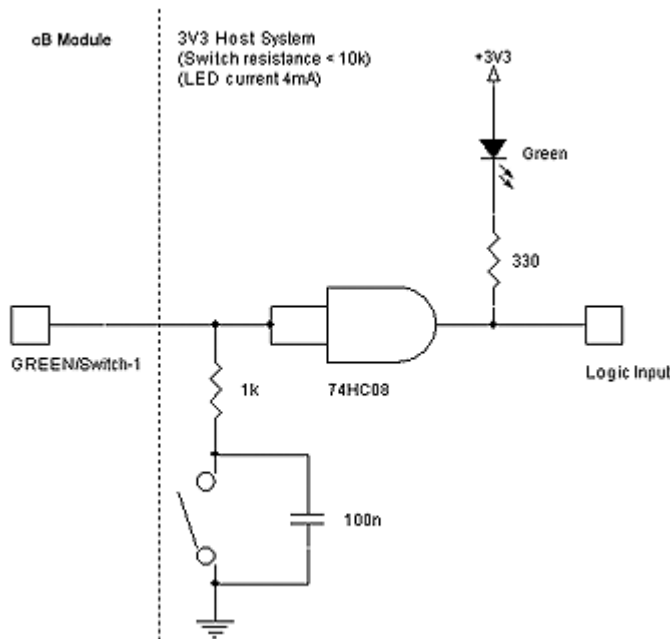 cB Module
3V3 Host System
(Switch resistance < 10k)
(LED current 4mA)
+3V3
Green
330
GREEN/Switch-1
1k
74HC08
Logic Input
100n